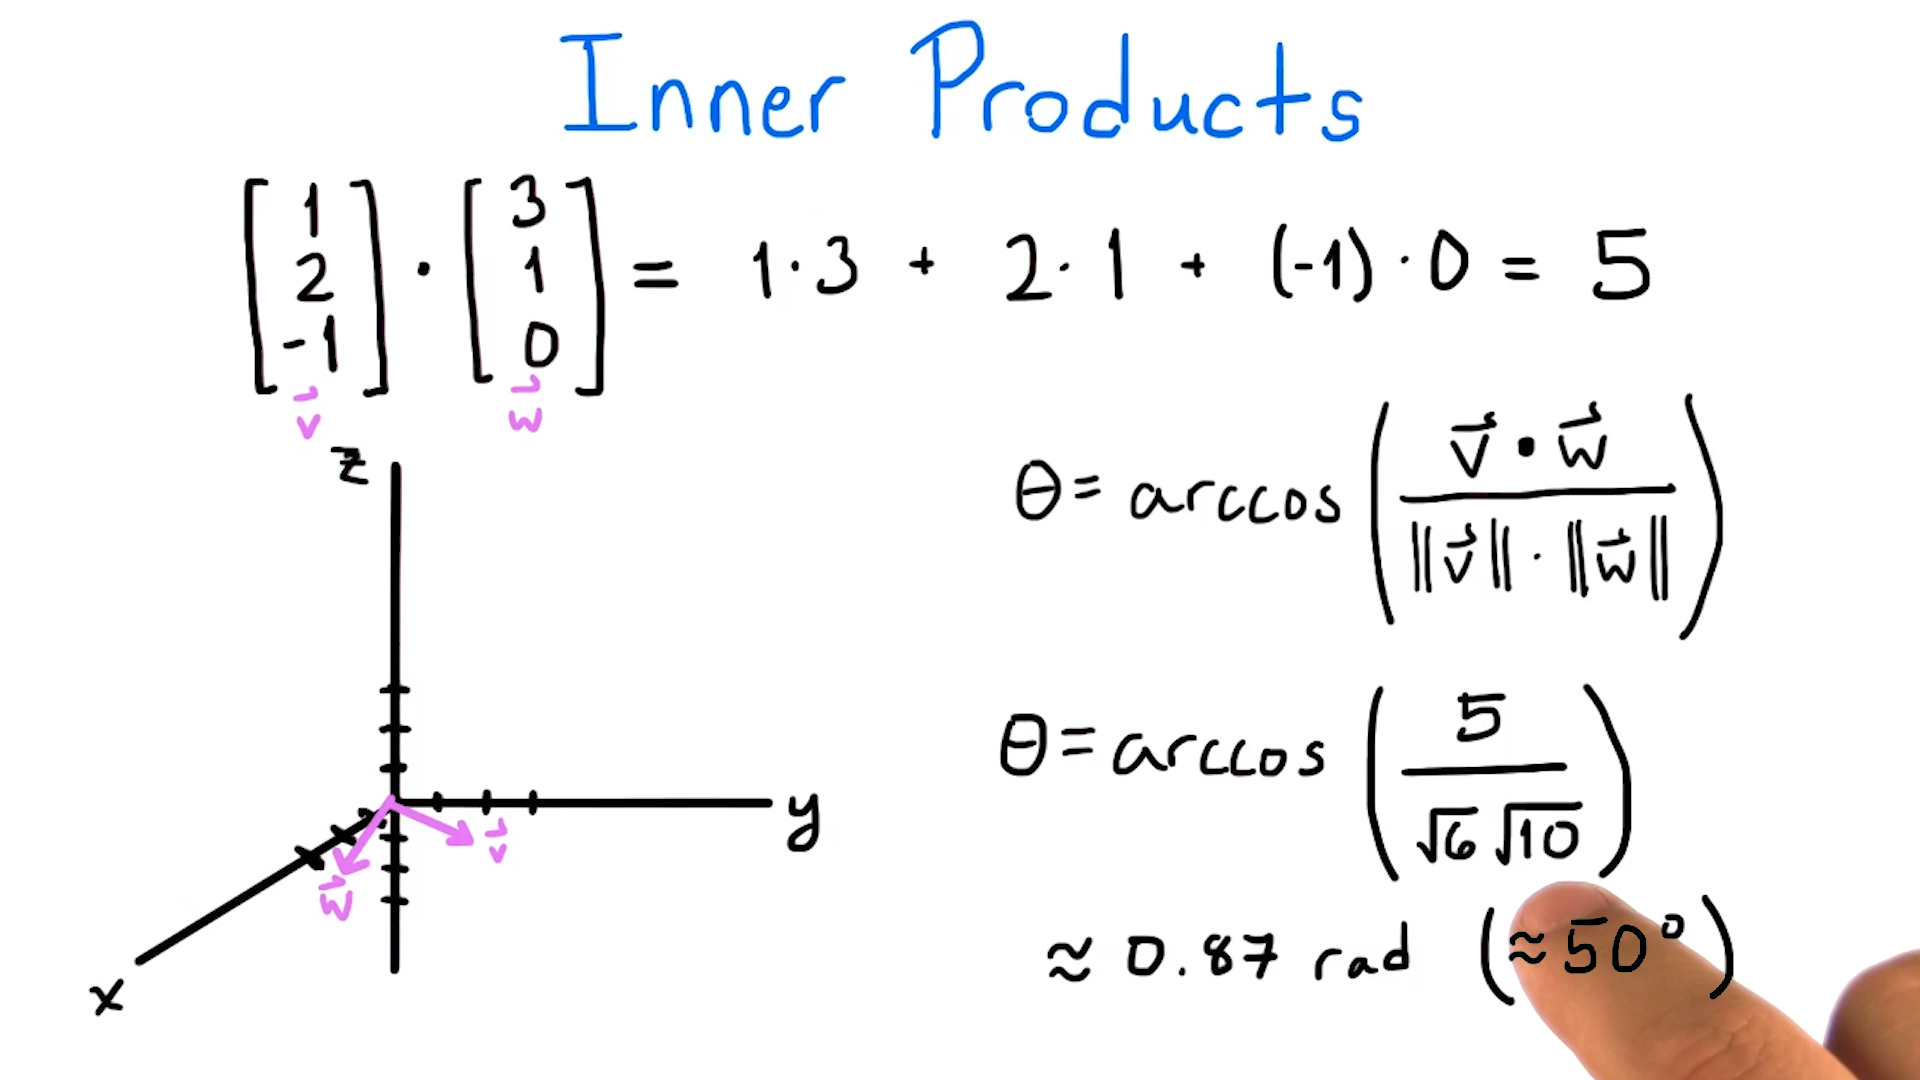 Inner Products
[1 2 -1] · [3 1 0] = 1·3 + 2·1 + (-1)·0 = 5
v⃗ w⃗
z
θ = arccos ( v⃗ · w⃗ / ‖v⃗‖ · ‖w⃗‖ )
θ = arccos ( 5 / √6 √10 )
y
v⃗
w⃗
≈ 0.87 rad (≈ 50°)
x